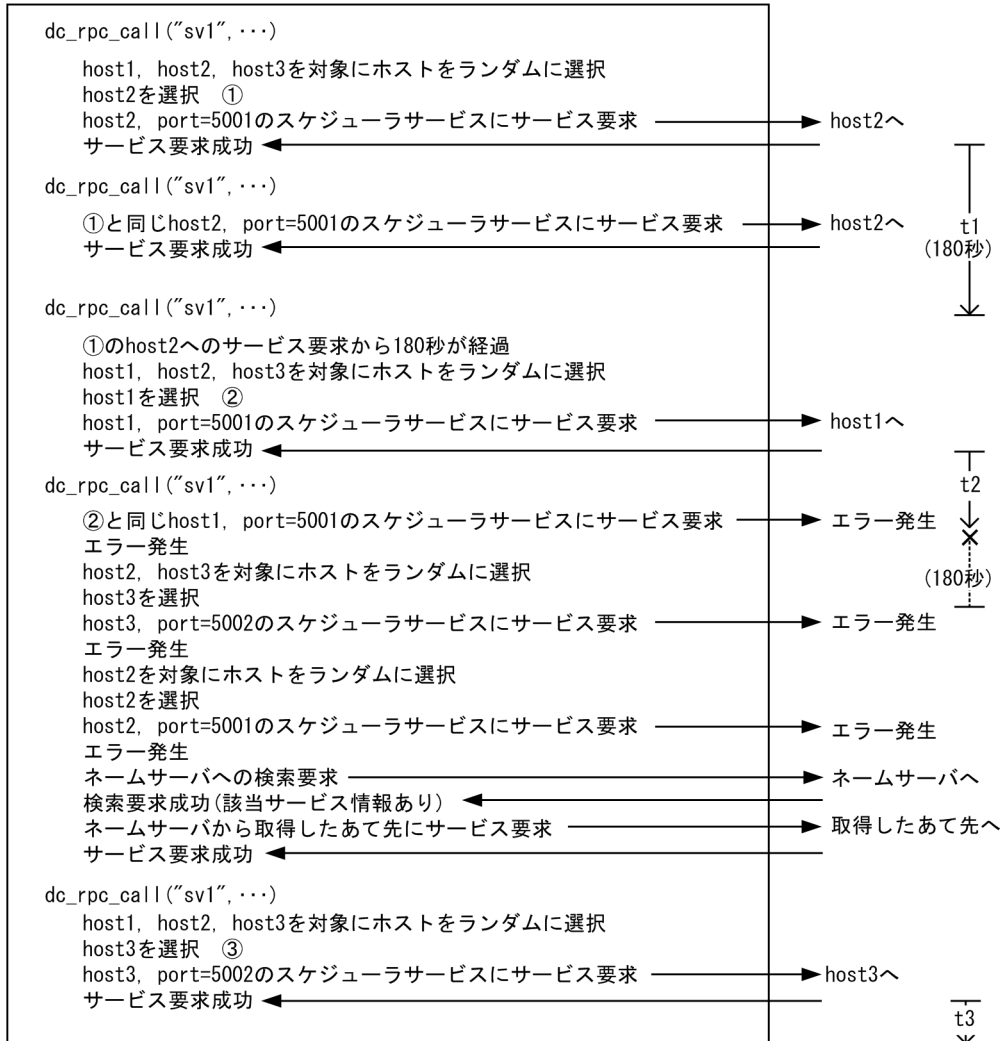 dc_rpc_call("sv1",···)
host1, host2, host3を対象にホストをランダムに選択
host2を選択 ①
host2, port=5001のスケジューラサービスにサービス要求 host2へ
サービス要求成功
dc_rpc_call("sv1",···)
①と同じhost2, port=5001のスケジューラサービスにサービス要求 host2へ t1
サービス要求成功 (180秒)
dc_rpc_call("sv1",···)
①のhost2へのサービス要求から180秒が経過
host1, host2, host3を対象にホストをランダムに選択
host1を選択 ②
host1, port=5001のスケジューラサービスにサービス要求 host1へ
サービス要求成功
dc_rpc_call("sv1",···) t2
②と同じhost1, port=5001のスケジューラサービスにサービス要求 エラー発生
エラー発生
host2, host3を対象にホストをランダムに選択 (180秒)
host3を選択
host3, port=5002のスケジューラサービスにサービス要求 エラー発生
エラー発生
host2を対象にホストをランダムに選択
host2を選択
host2, port=5001のスケジューラサービスにサービス要求 エラー発生
エラー発生
ネームサーバへの検索要求 ネームサーバへ
検索要求成功(該当サービス情報あり)
ネームサーバから取得したあて先にサービス要求 取得したあて先へ
サービス要求成功
dc_rpc_call("sv1",···)
host1, host2, host3を対象にホストをランダムに選択
host3を選択 ③
host3, port=5002のスケジューラサービスにサービス要求 host3へ
サービス要求成功
t3